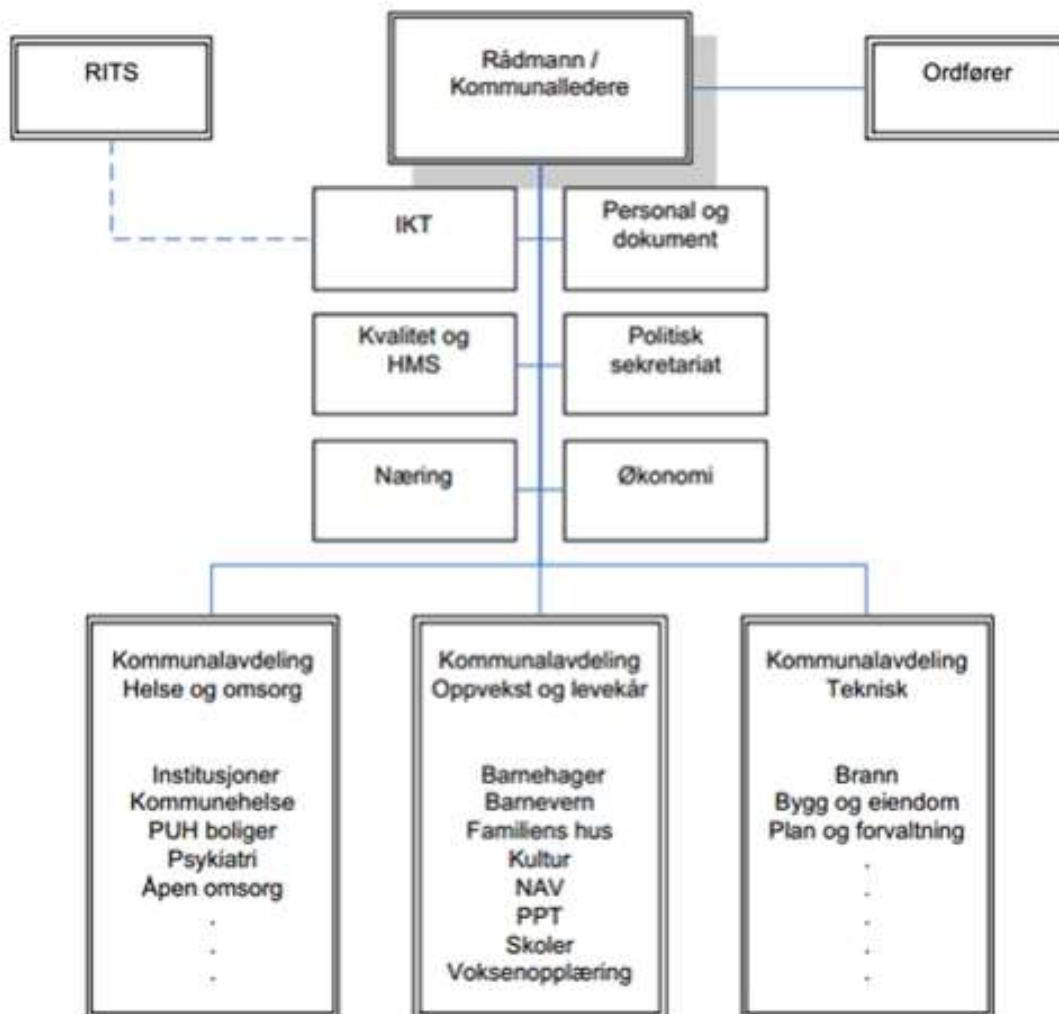 RITS
Rådmann /
Kommunalledere
Ordfører
IKT
Personal og
dokument
Kvalitet og
HMS
Politisk
sekretariat
Næring
Økonomi
Kommunalavdeling
Helse og omsorg
Institusjoner
Kommunehelse
PUH boliger
Psykiatri
Åpen omsorg
.
.
.
Kommunalavdeling
Oppvekst og levekår
Barnehager
Barnevern
Familiens hus
Kultur
NAV
PPT
Skoler
Voksenopplæring
Kommunalavdeling
Teknisk
Brann
Bygg og eiendom
Plan og forvaltning
.
.
.
.
.